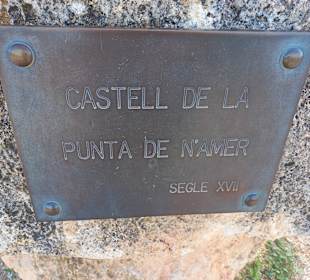 CASTELL DE LA
PUNTA DE N'AMER
SEGLE XVII